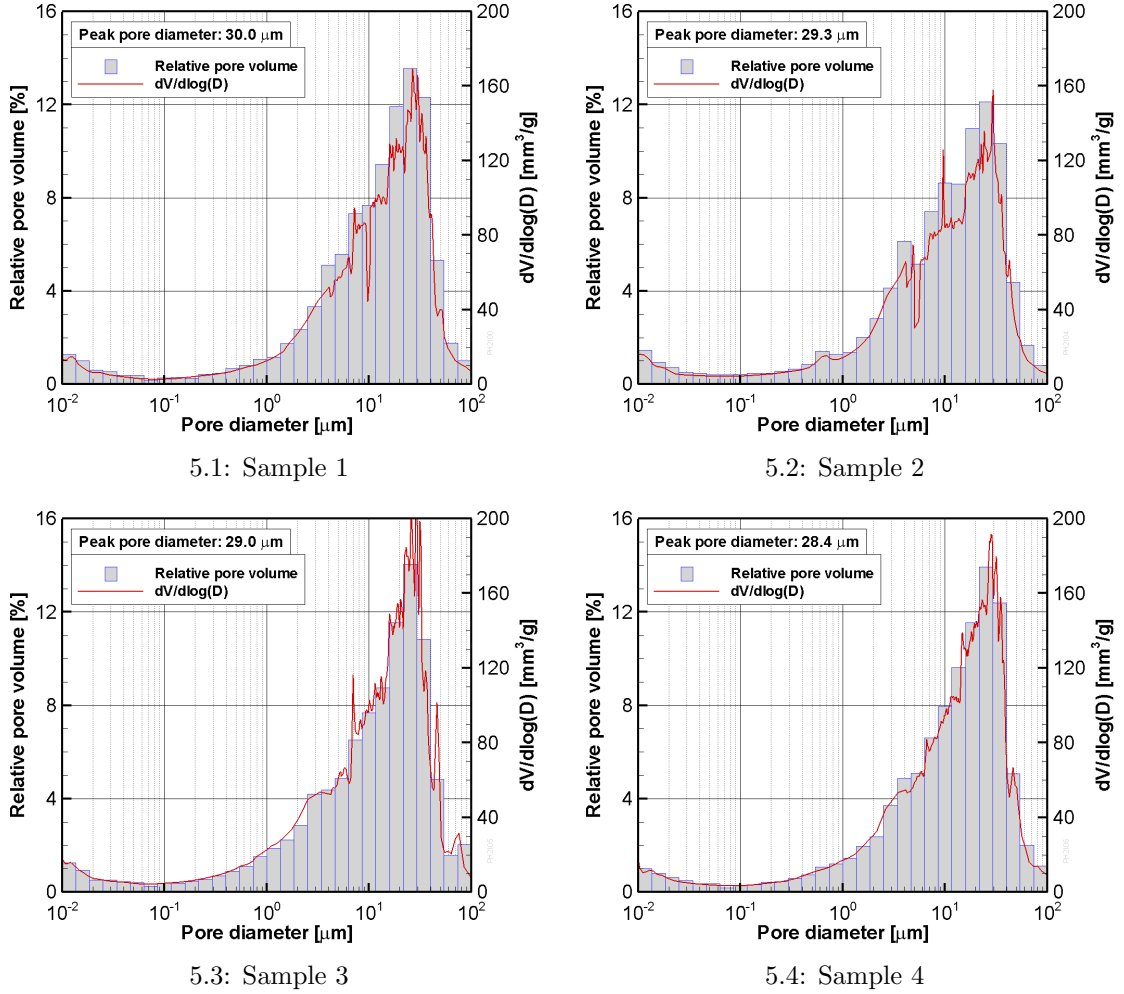 Peak pore diameter: 30.0 μm
Relative pore volume
dV/dlog(D)
Relative pore volume [%]
16
12
8
4
0
dV/dlog(D) [mm³/g]
200
160
120
80
40
0
10⁻² 10⁻¹ 10⁰ 10¹ 10²
Pore diameter [μm]
PH200
5.1: Sample 1
Peak pore diameter: 29.3 μm
Relative pore volume
dV/dlog(D)
Relative pore volume [%]
16
12
8
4
0
dV/dlog(D) [mm³/g]
200
160
120
80
40
0
10⁻² 10⁻¹ 10⁰ 10¹ 10²
Pore diameter [μm]
PH204
5.2: Sample 2
Peak pore diameter: 29.0 μm
Relative pore volume
dV/dlog(D)
Relative pore volume [%]
16
12
8
4
0
dV/dlog(D) [mm³/g]
200
160
120
80
40
0
10⁻² 10⁻¹ 10⁰ 10¹ 10²
Pore diameter [μm]
PH205
5.3: Sample 3
Peak pore diameter: 28.4 μm
Relative pore volume
dV/dlog(D)
Relative pore volume [%]
16
12
8
4
0
dV/dlog(D) [mm³/g]
200
160
120
80
40
0
10⁻² 10⁻¹ 10⁰ 10¹ 10²
Pore diameter [μm]
PH206
5.4: Sample 4